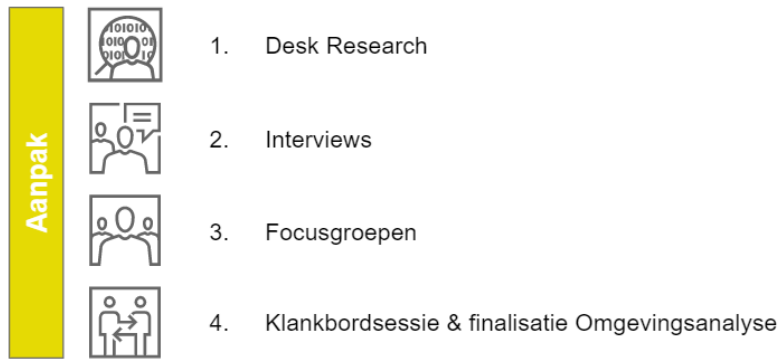 Aanpak
1. Desk Research
2. Interviews
3. Focusgroepen
4. Klankbordsessie & finalisatie Omgevingsanalyse